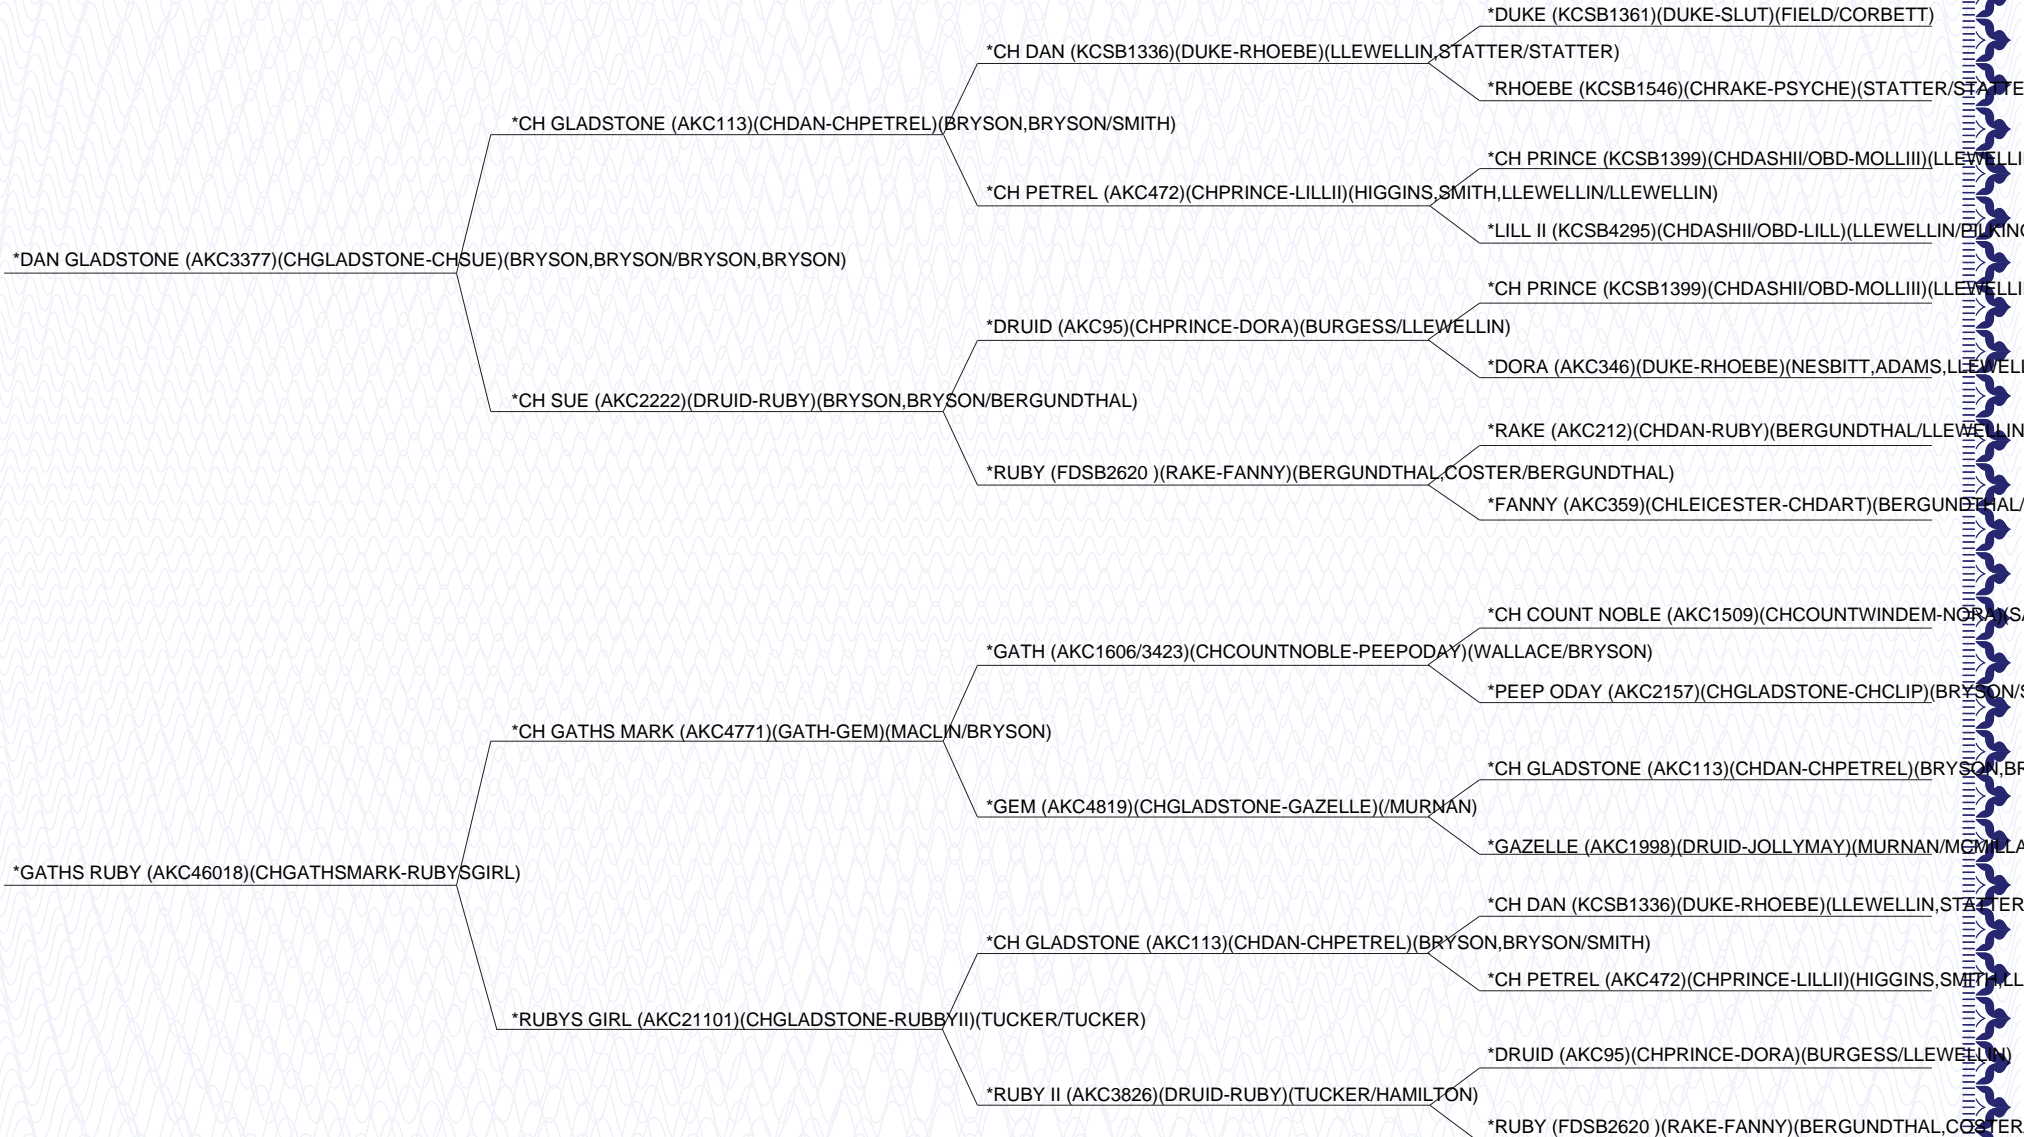 *DUKE (KCSB1361)(DUKE-SLUT)(FIELD/CORBETT)
*CH DAN (KCSB1336)(DUKE-RHOEBE)(LLEWELLIN,STATTER/STATTER)
*RHOEBE (KCSB1546)(CHRAKE-PSYCHE)(STATTER/STATTE
*CH GLADSTONE (AKC113)(CHDAN-CHPETREL)(BRYSON,BRYSON/SMITH)
*CH PRINCE (KCSB1399)(CHDASHII/OBD-MOLLIII)(LLEWELLI
*CH PETREL (AKC472)(CHPRINCE-LILLII)(HIGGINS,SMITH,LLEWELLIN/LLEWELLIN)
*LILL II (KCSB4295)(CHDASHII/OBD-LILL)(LLEWELLIN/PILKING
*DAN GLADSTONE (AKC3377)(CHGLADSTONE-CHSUE)(BRYSON,BRYSON/BRYSON,BRYSON)
*CH PRINCE (KCSB1399)(CHDASHII/OBD-MOLLIII)(LLEWELLI
*DRUID (AKC95)(CHPRINCE-DORA)(BURGESS/LLEWELLIN)
*DORA (AKC346)(DUKE-RHOEBE)(NESBITT,ADAMS,LLEWELL
*CH SUE (AKC2222)(DRUID-RUBY)(BRYSON,BRYSON/BERGUNDTHAL)
*RAKE (AKC212)(CHDAN-RUBY)(BERGUNDTHAL/LLEWELLIN
*RUBY (FDSB2620 )(RAKE-FANNY)(BERGUNDTHAL,COSTER/BERGUNDTHAL)
*FANNY (AKC359)(CHLEICESTER-CHDART)(BERGUNDTHAL/
*CH COUNT NOBLE (AKC1509)(CHCOUNTWINDEM-NORA)(SA
*GATH (AKC1606/3423)(CHCOUNTNOBLE-PEEPODAY)(WALLACE/BRYSON)
*PEEP ODAY (AKC2157)(CHGLADSTONE-CHCLIP)(BRYSON/S
*CH GATHS MARK (AKC4771)(GATH-GEM)(MACLIN/BRYSON)
*CH GLADSTONE (AKC113)(CHDAN-CHPETREL)(BRYSON,BR
*GEM (AKC4819)(CHGLADSTONE-GAZELLE)(/MURNAN)
*GAZELLE (AKC1998)(DRUID-JOLLYMAY)(MURNAN/MCMILLA
*GATHS RUBY (AKC46018)(CHGATHSMARK-RUBYSGIRL)
*CH DAN (KCSB1336)(DUKE-RHOEBE)(LLEWELLIN,STATTER
*CH GLADSTONE (AKC113)(CHDAN-CHPETREL)(BRYSON,BRYSON/SMITH)
*CH PETREL (AKC472)(CHPRINCE-LILLII)(HIGGINS,SMITH,LL
*RUBYS GIRL (AKC21101)(CHGLADSTONE-RUBBYII)(TUCKER/TUCKER)
*DRUID (AKC95)(CHPRINCE-DORA)(BURGESS/LLEWELLIN)
*RUBY II (AKC3826)(DRUID-RUBY)(TUCKER/HAMILTON)
*RUBY (FDSB2620 )(RAKE-FANNY)(BERGUNDTHAL,COSTER